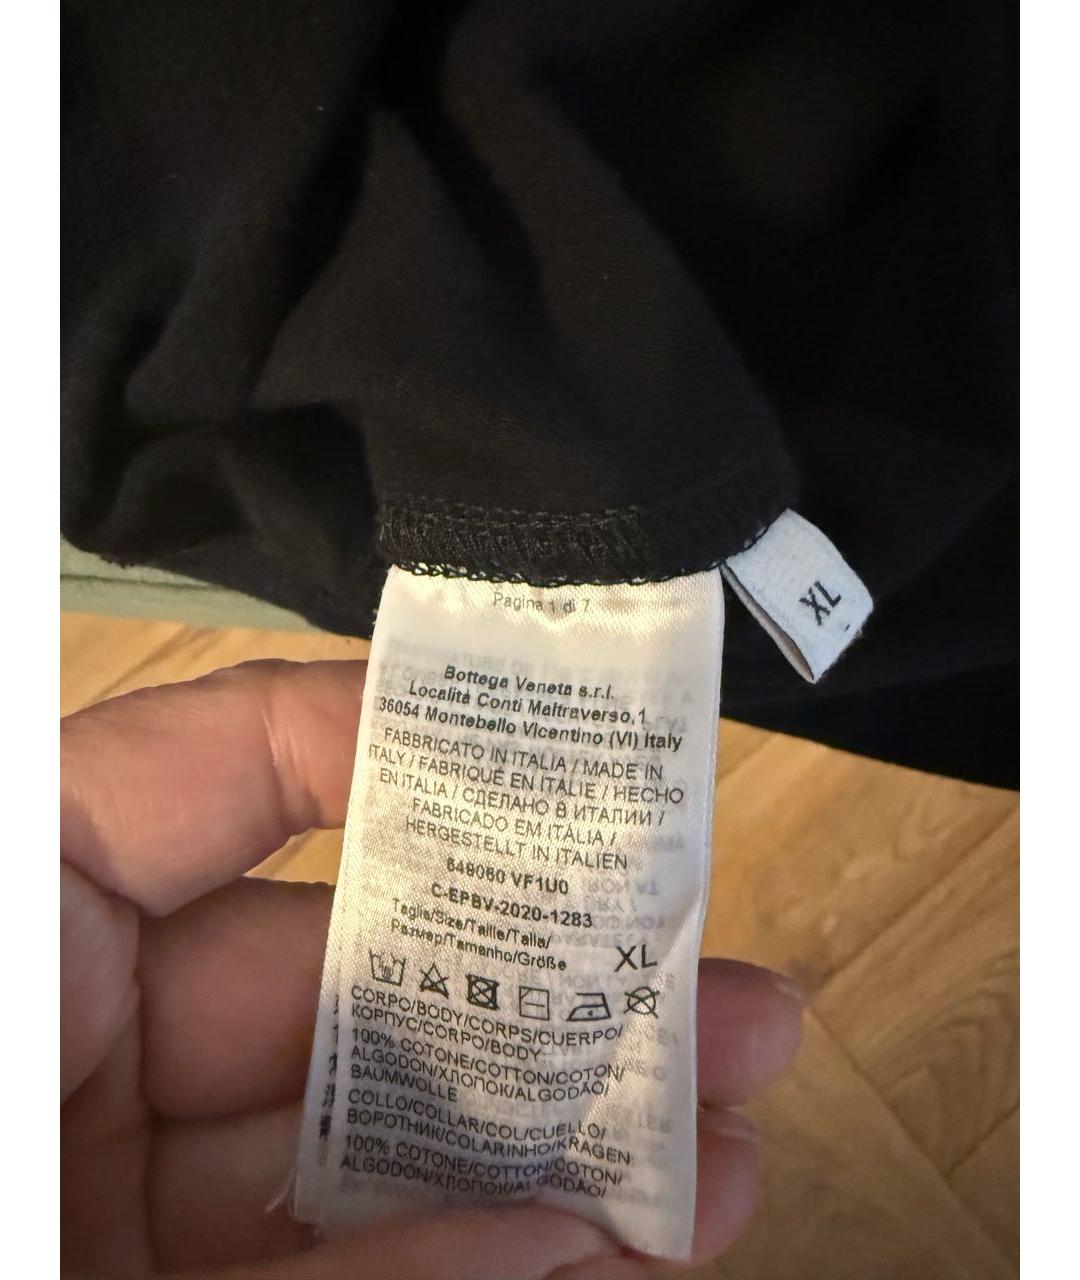 XL
Pagina 1 di 7
Bottega Veneta s.r.l.
Località Conti Maltraverso,1
36054 Montebello Vicentino (VI) Italy
FABBRICATO IN ITALIA / MADE IN
ITALY / FABRIQUÉ EN ITALIE / HECHO
EN ITALIA / СДЕЛАНО В ИТАЛИИ /
FABRICADO EM ITÁLIA /
HERGESTELLT IN ITALIEN
649060 VF1U0
C-EPBV-2020-1283
Taglia/Size/Taille/Talla/
Размер/Tamanho/Größe XL
CORPO/BODY/CORPS/CUERPO/
КОРПУС/CORPO/BODY:
100% COTONE/COTTON/COTON/
ALGODON/ХЛОПОК/ALGODÃO/
BAUMWOLLE
COLLO/COLLAR/COL/CUELLO/
ВОРОТНИК/COLARINHO/KRAGEN:
100% COTONE/COTTON/COTON/
ALGODON/ХЛОПОК/ALGODÃO/